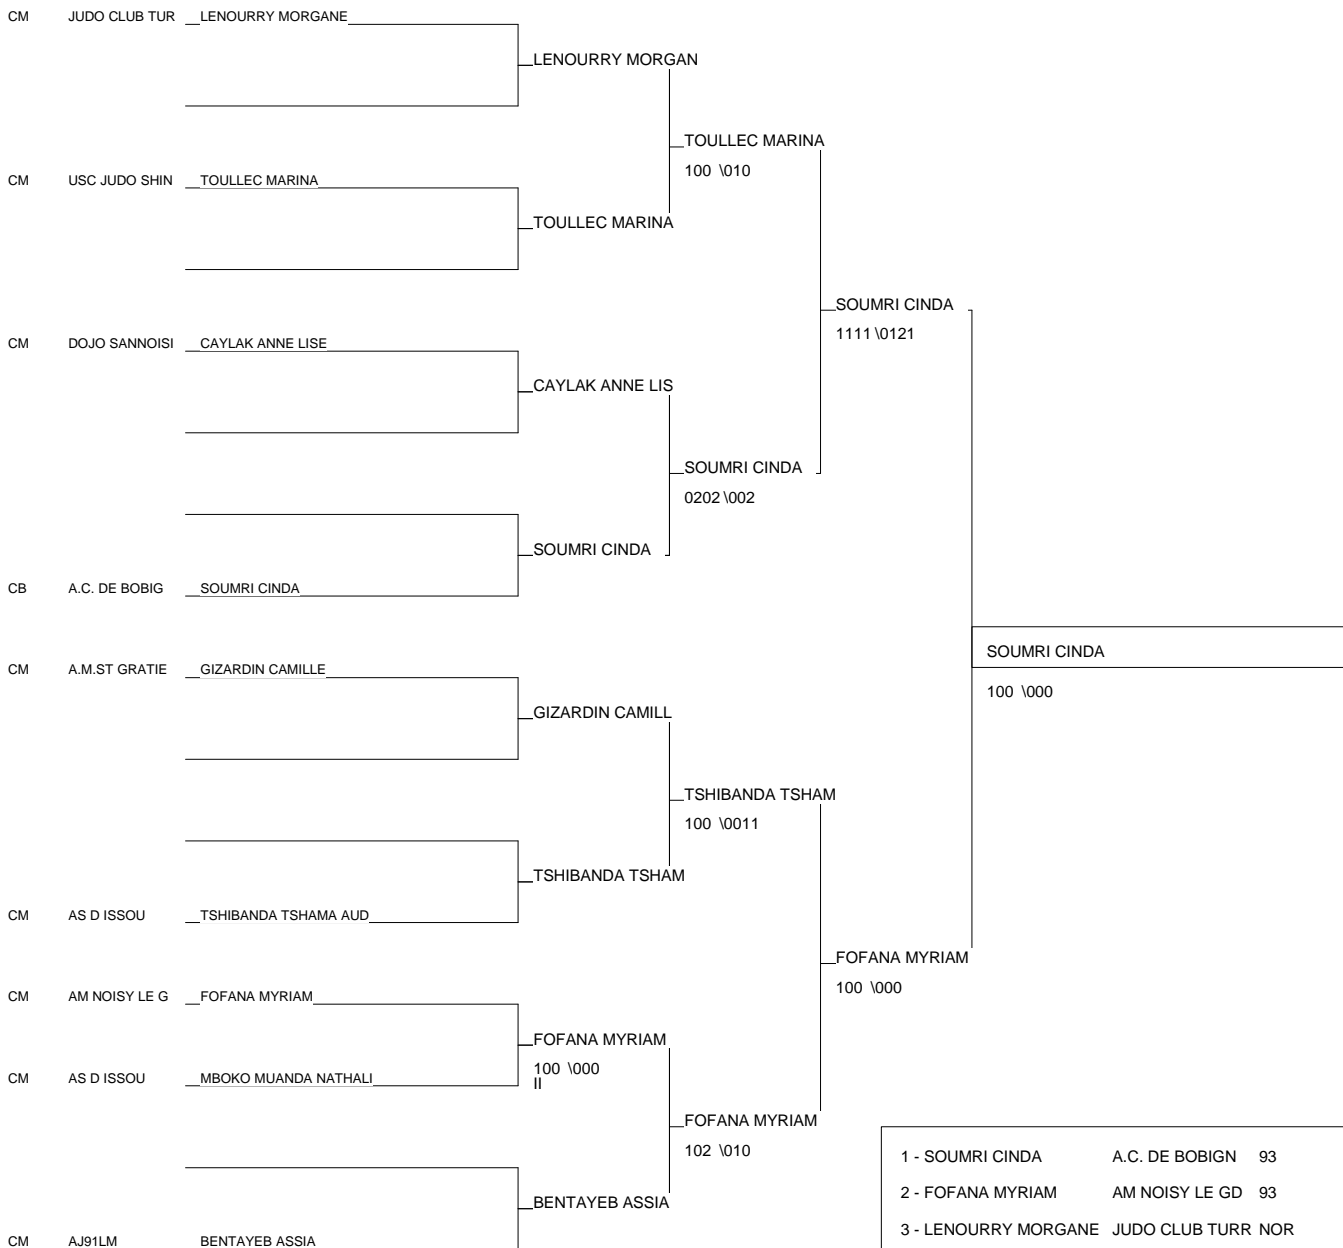 CM JUDO CLUB TUR LENOURRY MORGANE
LENOURRY MORGAN
TOULLEC MARINA
100 \010
CM USC JUDO SHIN TOULLEC MARINA
TOULLEC MARINA
SOUMRI CINDA
1111 \0121
CM DOJO SANNOISI CAYLAK ANNE LISE
CAYLAK ANNE LIS
SOUMRI CINDA
0202 \002
SOUMRI CINDA
CB A.C. DE BOBIG SOUMRI CINDA
SOUMRI CINDA
100 \000
CM A.M.ST GRATIE GIZARDIN CAMILLE
GIZARDIN CAMILL
TSHIBANDA TSHAM
100 \0011
TSHIBANDA TSHAM
CM AS D ISSOU TSHIBANDA TSHAMA AUD
FOFANA MYRIAM
100 \000
CM AM NOISY LE G FOFANA MYRIAM
FOFANA MYRIAM
100 \000
II
CM AS D ISSOU MBOKO MUANDA NATHALI
FOFANA MYRIAM
102 \010
BENTAYEB ASSIA
CM AJ91LM BENTAYEB ASSIA
1 - SOUMRI CINDA A.C. DE BOBIGN 93
2 - FOFANA MYRIAM AM NOISY LE GD 93
3 - LENOURRY MORGANE JUDO CLUB TURR NOR